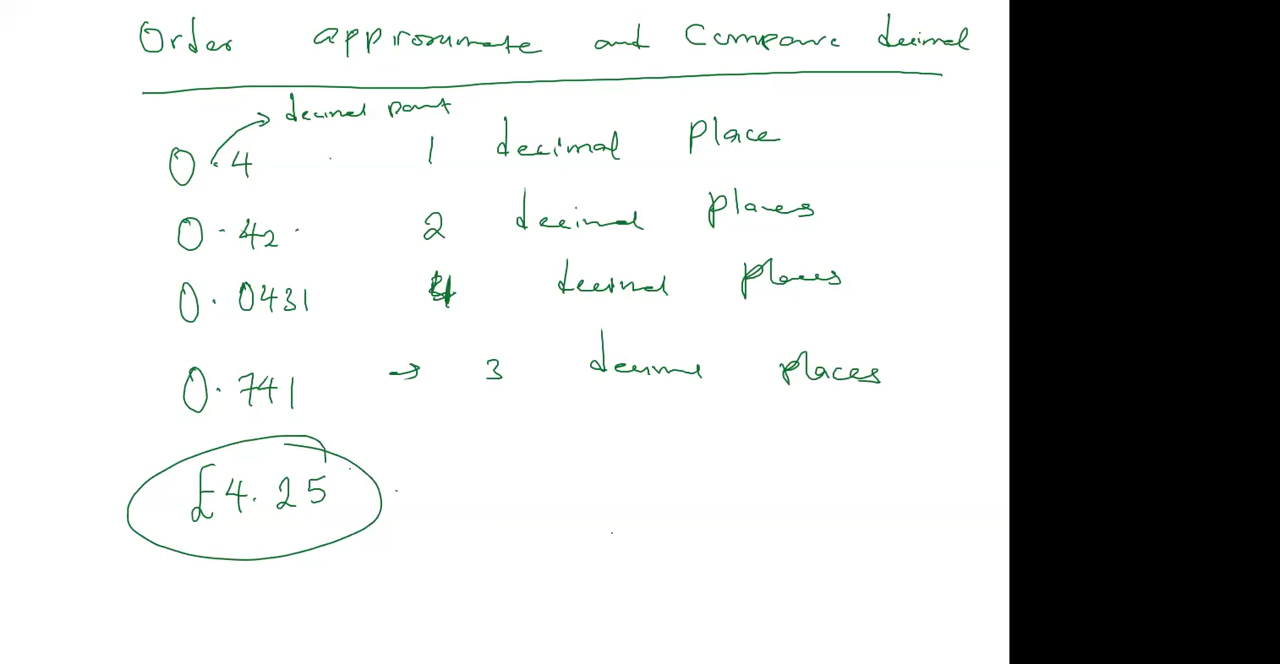 Order approximate and Compare decimal
decimal point
0.4 1 decimal place
0.42 2 decimal places
0.0431 4 decimal places
0.741 → 3 decimal places
£4.25